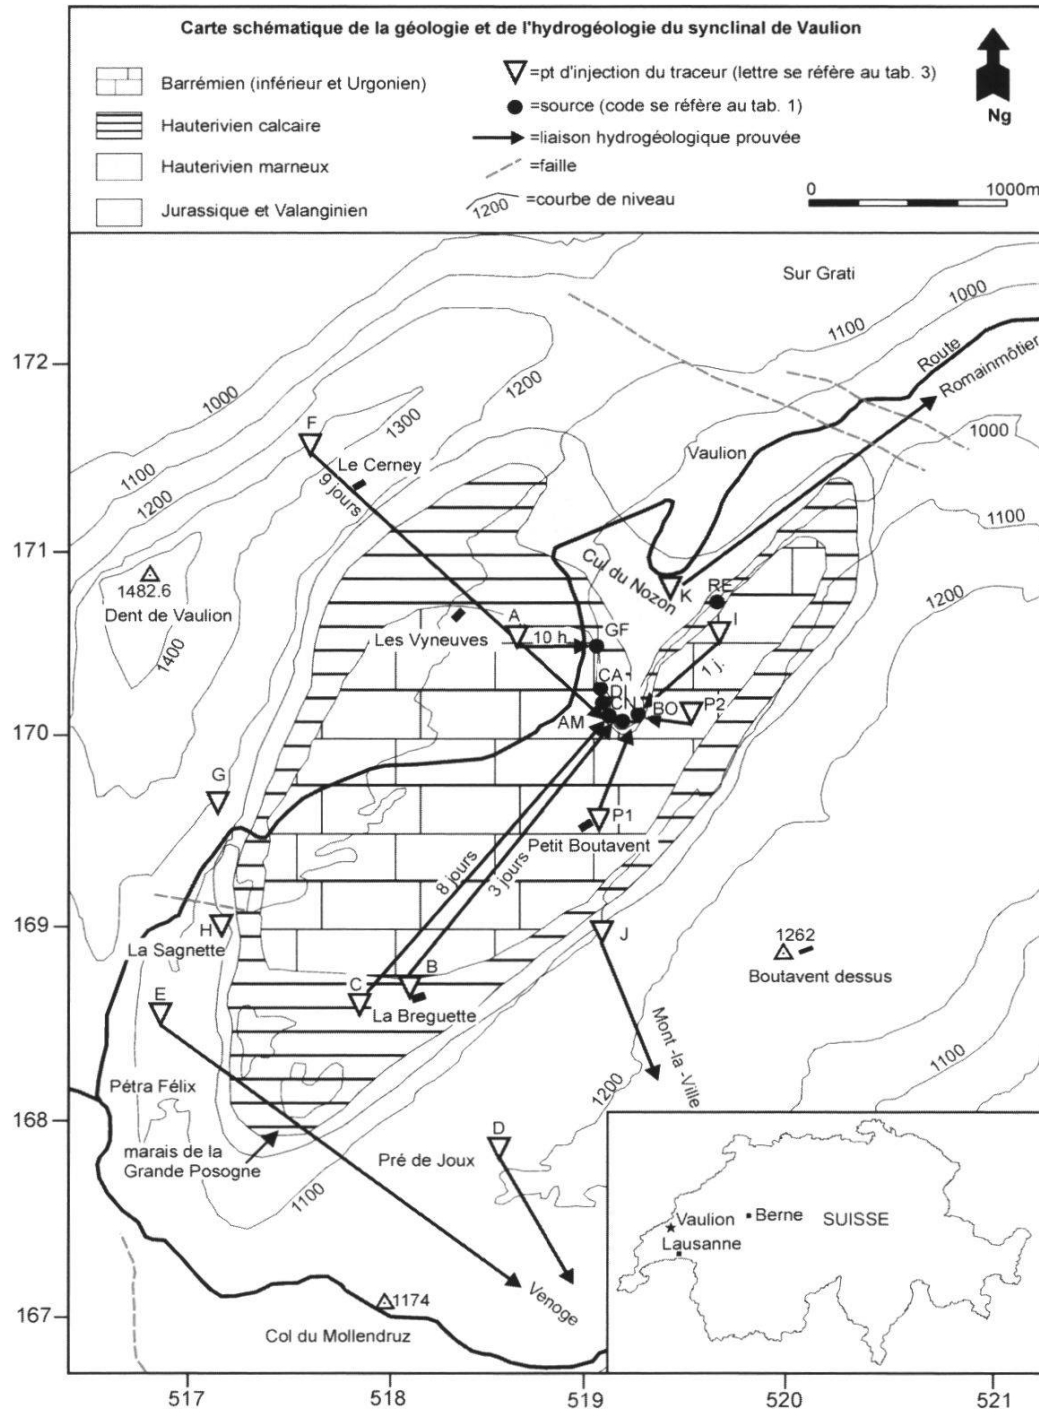 Carte schématique de la géologie et de l'hydrogéologie du synclinal de Vaulion
Barrémien (inférieur et Urgonien)
Hauterivien calcaire
Hauterivien marneux
Jurassique et Valanginien
=pt d'injection du traceur (lettre se réfère au tab. 3)
=source (code se réfère au tab. 1)
=liaison hydrogéologique prouvée
=faille
1200
=courbe de niveau
Ng
0 1000m
Sur Grati
1000
1100
Route
Romainmôtier
172
1000
1200
1300
F
1100
Le Cerney
Vaulion
1000
1200
9 jours
1100
171
Cul du Nozon
1482.6
K
RE
Dent de Vaulion
1200
Les Vyneuves
A
10 h
GF
I
1400
1 j.
CA
DI
CN
170
AM
BO
P2
G
P1
Petit Boutavent
8 jours
3 jours
169
H
La Sagnette
J
1262
Boutavent dessus
E
C
B
La Breguette
Mont -la -Ville
1100
Pétra Félix
1200
168
marais de la
Grande Posogne
D
Pré de Joux
1100
Berne
SUISSE
Vaulion
Lausanne
Venoge
167
1174
Col du Mollendruz
517
518
519
520
521